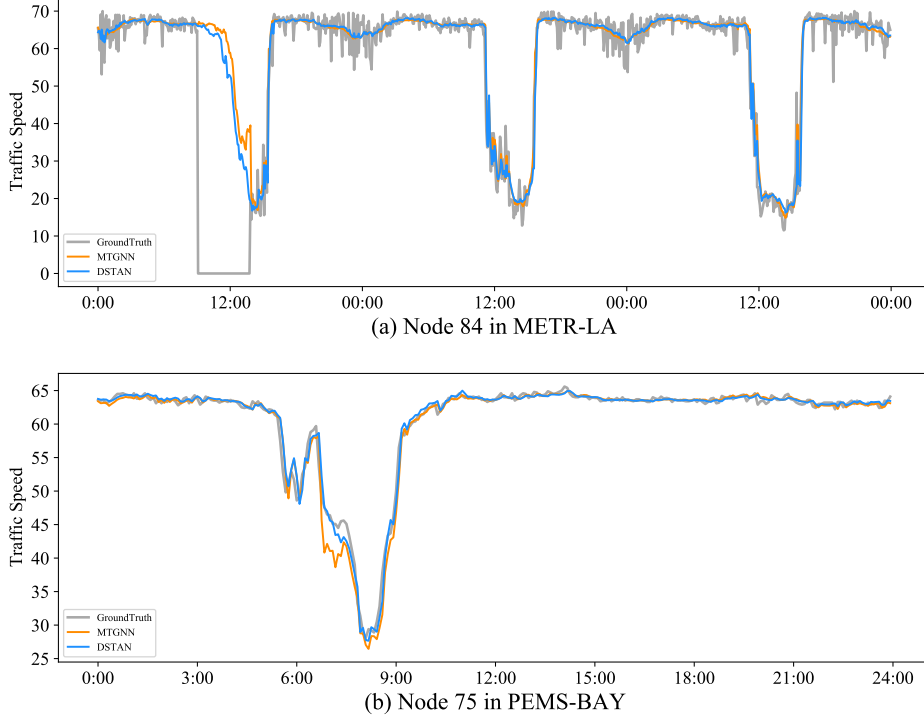 70
60
50
40
30
20
10
0
Traffic Speed
GroundTruth
MTGNN
DSTAN
0:00 12:00 00:00 12:00 00:00 12:00 00:00
(a) Node 84 in METR-LA
65
60
55
50
45
40
35
30
25
Traffic Speed
GroundTruth
MTGNN
DSTAN
0:00 3:00 6:00 9:00 12:00 15:00 18:00 21:00 24:00
(b) Node 75 in PEMS-BAY